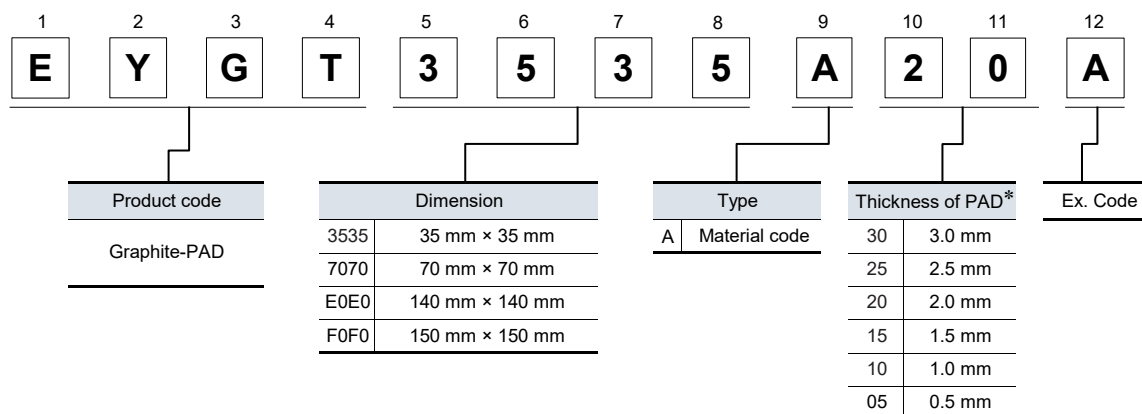 1 2 3 4 5 6 7 8 9 10 11 12
E Y G T 3 5 3 5 A 2 0 A
Product code
Graphite-PAD
Dimension
3535 35 mm × 35 mm
7070 70 mm × 70 mm
E0E0 140 mm × 140 mm
F0F0 150 mm × 150 mm
Type
A Material code
Thickness of PAD*
30 3.0 mm
25 2.5 mm
20 2.0 mm
15 1.5 mm
10 1.0 mm
05 0.5 mm
Ex. Code